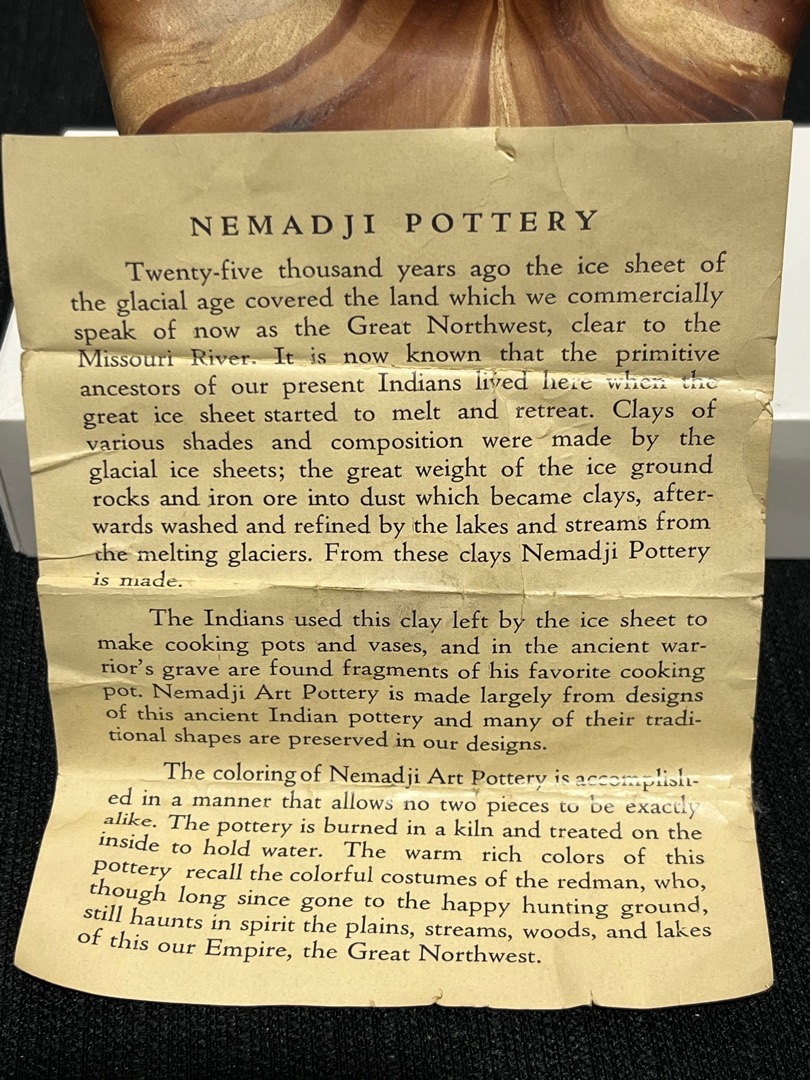 NEMADJI POTTERY
Twenty-five thousand years ago the ice sheet of
the glacial age covered the land which we commercially
speak of now as the Great Northwest, clear to the
Missouri River. It is now known that the primitive
ancestors of our present Indians lived here when the
great ice sheet started to melt and retreat. Clays of
various shades and composition were made by the
glacial ice sheets; the great weight of the ice ground
rocks and iron ore into dust which became clays, after-
wards washed and refined by the lakes and streams from
the melting glaciers. From these clays Nemadji Pottery
is made.
The Indians used this clay left by the ice sheet to
make cooking pots and vases, and in the ancient war-
rior's grave are found fragments of his favorite cooking
pot. Nemadji Art Pottery is made largely from designs
of this ancient Indian pottery and many of their tradi-
tional shapes are preserved in our designs.
The coloring of Nemadji Art Pottery is accomplish-
ed in a manner that allows no two pieces to be exactly
alike. The pottery is burned in a kiln and treated on the
inside to hold water. The warm rich colors of this
pottery recall the colorful costumes of the redman, who,
though long since gone to the happy hunting ground,
still haunts in spirit the plains, streams, woods, and lakes
of this our Empire, the Great Northwest.